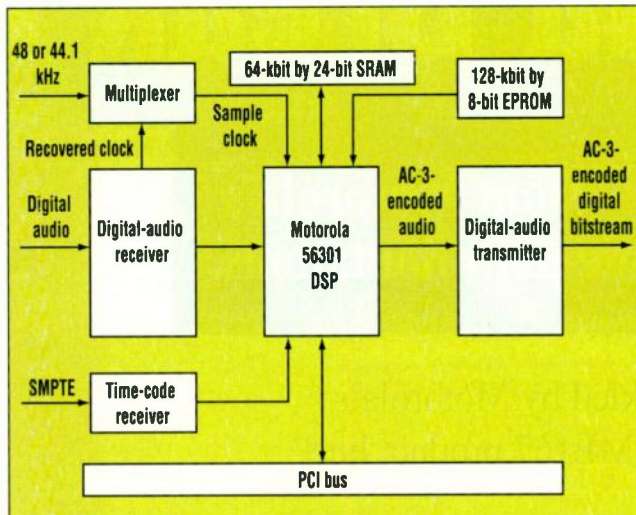 48 or 44.1
kHz
Multiplexer
64-kbit by 24-bit SRAM
128-kbit by
8-bit EPROM
Recovered clock
Sample
clock
Digital
audio
Digital-audio
receiver
Motorola
56301
DSP
AC-3-
encoded
audio
Digital-audio
transmitter
AC-3-
encoded
digital
bitstream
SMPTE
Time-code
receiver
PCI bus